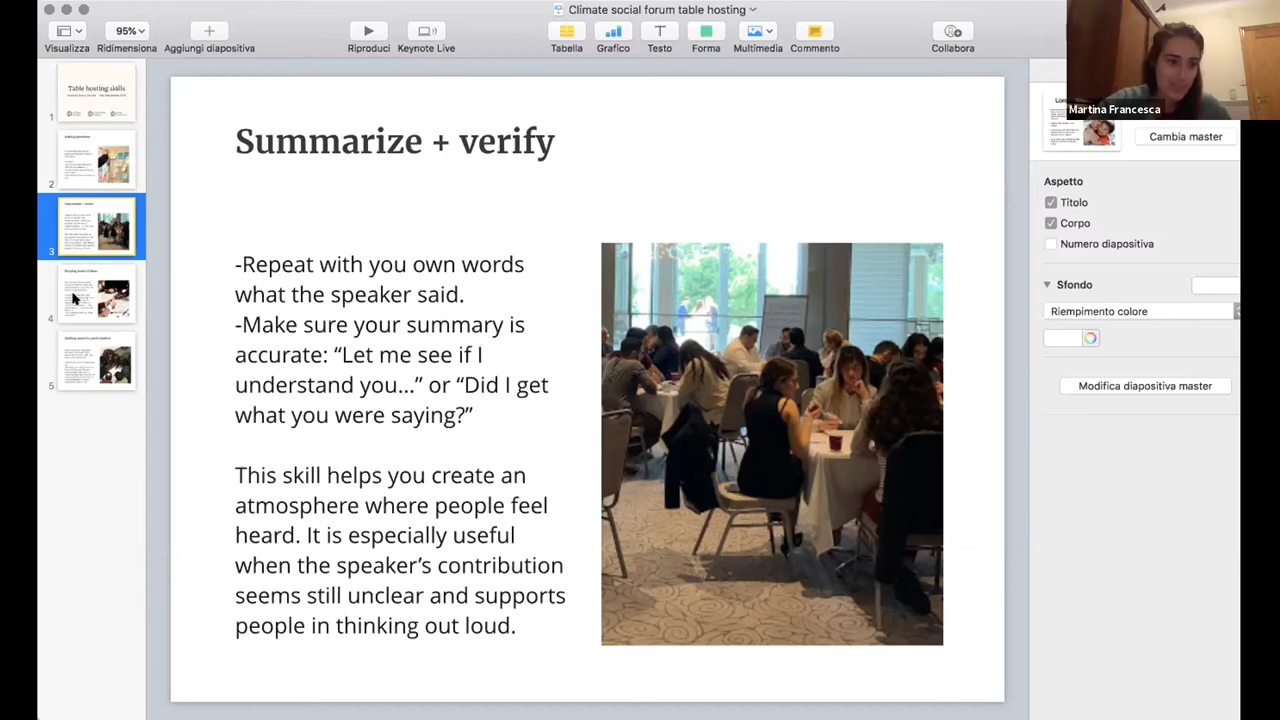 Climate social forum table hosting
95%
Visualizza
Ridimensiona
Aggiungi diapositiva
Riproduci
Keynote Live
Tabella
Grafico
Testo
Forma
Multimedia
Commento
Collabora
Martina Francesca
1
Table hosting skills
2
3
4
5
Summarize + verify
-Repeat with you own words
what the speaker said.
-Make sure your summary is
accurate: “Let me see if I
understand you...” or “Did I get
what you were saying?”
This skill helps you create an
atmosphere where people feel
heard. It is especially useful
when the speaker’s contribution
seems still unclear and supports
people in thinking out loud.
Cambia master
Aspetto
Titolo
Corpo
Numero diapositiva
Sfondo
Riempimento colore
Modifica diapositiva master